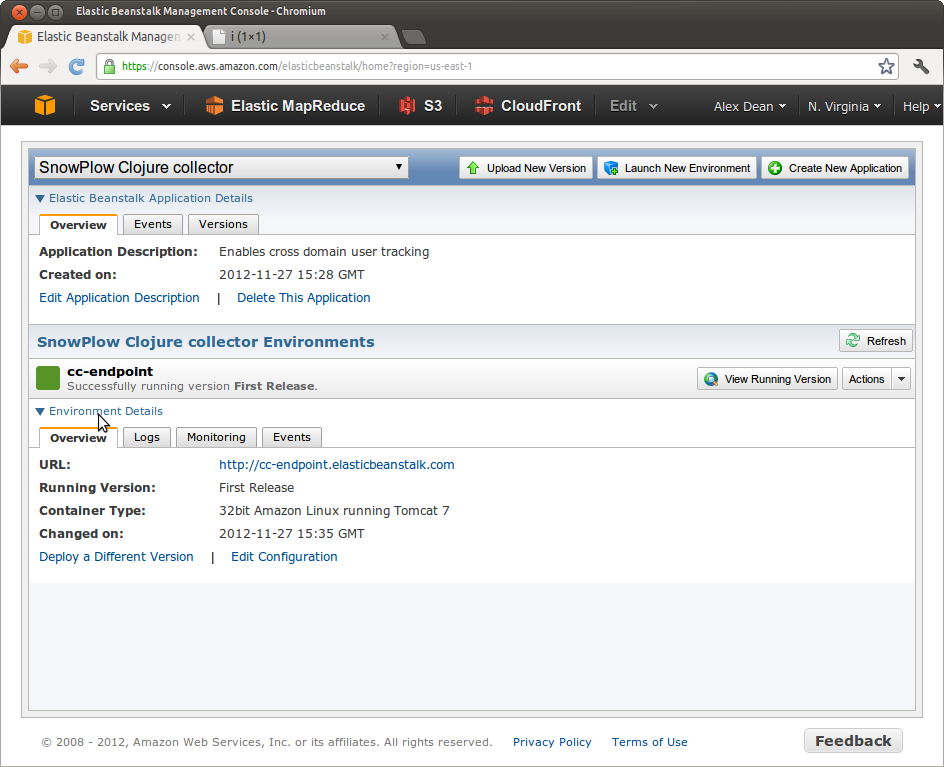 Elastic Beanstalk Management Console - Chromium
Elastic Beanstalk Managem
i (1×1)
https://console.aws.amazon.com/elasticbeanstalk/home?region=us-east-1
Services Elastic MapReduce S3 CloudFront Edit Alex Dean N. Virginia Help
SnowPlow Clojure collector Upload New Version Launch New Environment Create New Application
Elastic Beanstalk Application Details
Overview Events Versions
Application Description: Enables cross domain user tracking
Created on: 2012-11-27 15:28 GMT
Edit Application Description | Delete This Application
SnowPlow Clojure collector Environments Refresh
cc-endpoint
Successfully running version First Release. View Running Version Actions
Environment Details
Overview Logs Monitoring Events
URL: http://cc-endpoint.elasticbeanstalk.com
Running Version: First Release
Container Type: 32bit Amazon Linux running Tomcat 7
Changed on: 2012-11-27 15:35 GMT
Deploy a Different Version | Edit Configuration
© 2008 - 2012, Amazon Web Services, Inc. or its affiliates. All rights reserved. Privacy Policy Terms of Use Feedback